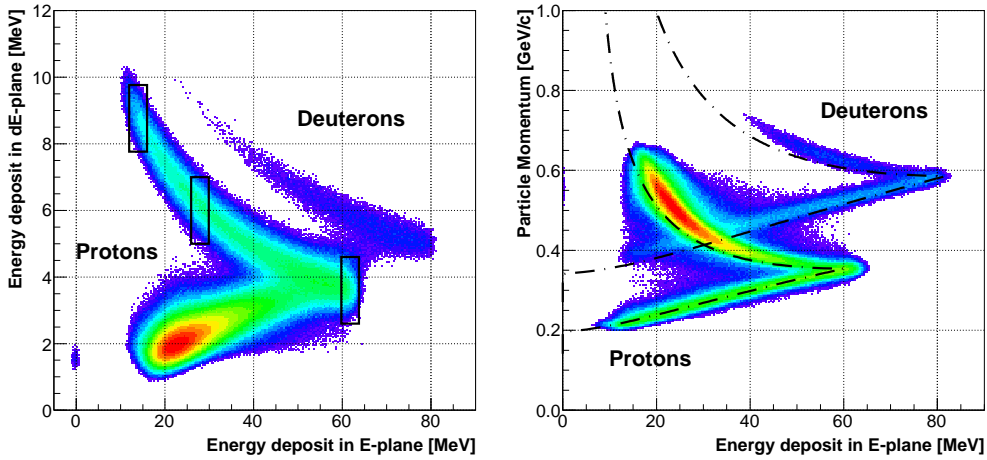 Energy deposit in dE-plane [MeV]
12
10
8
6
4
2
0
Deuterons
Protons
0 20 40 60 80
Energy deposit in E-plane [MeV]
Particle Momentum [GeV/c]
1.0
0.8
0.6
0.4
0.2
0.0
Deuterons
Protons
0 20 40 60 80
Energy deposit in E-plane [MeV]